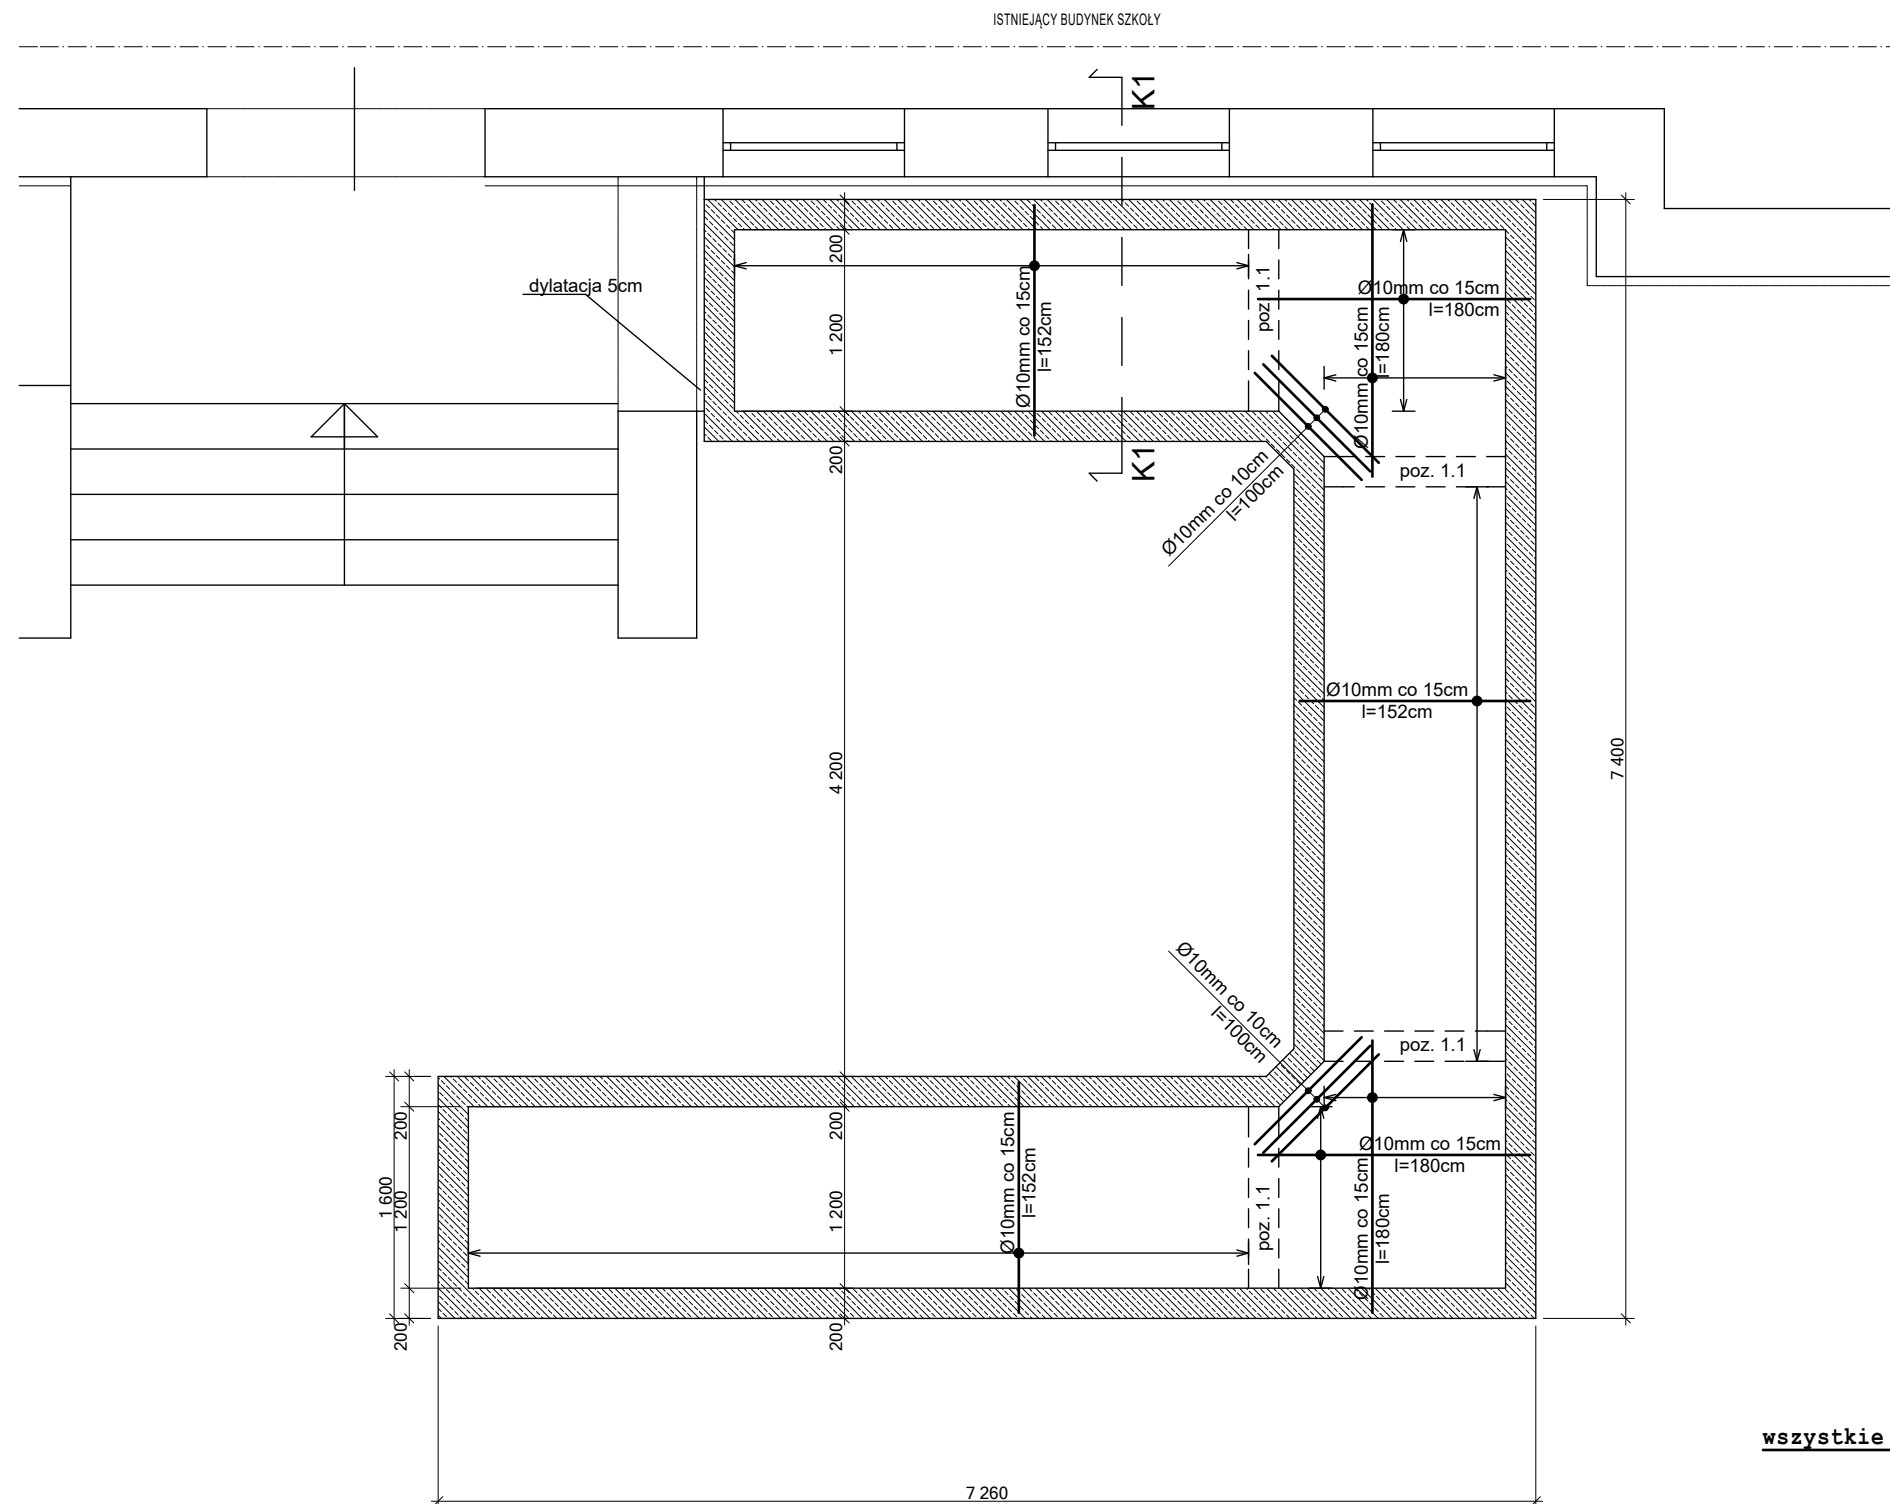 ISTNIEJĄCY BUDYNEK SZKOŁY
K1
dylatacja 5cm
200
1 200
200
Ø10mm co 15cm
l=152cm
poz. 1.1
Ø10mm co 15cm
l=180cm
Ø10mm co 15cm
l=180cm
K1
poz. 1.1
Ø10mm co 10cm
l=100cm
Ø10mm co 15cm
l=152cm
4 200
7 400
Ø10mm co 10cm
l=100cm
poz. 1.1
200
1 200
1 600
200
200
1 200
200
Ø10mm co 15cm
l=152cm
poz. 1.1
Ø10mm co 15cm
l=180cm
Ø10mm co 15cm
l=180cm
wszystkie
7 260